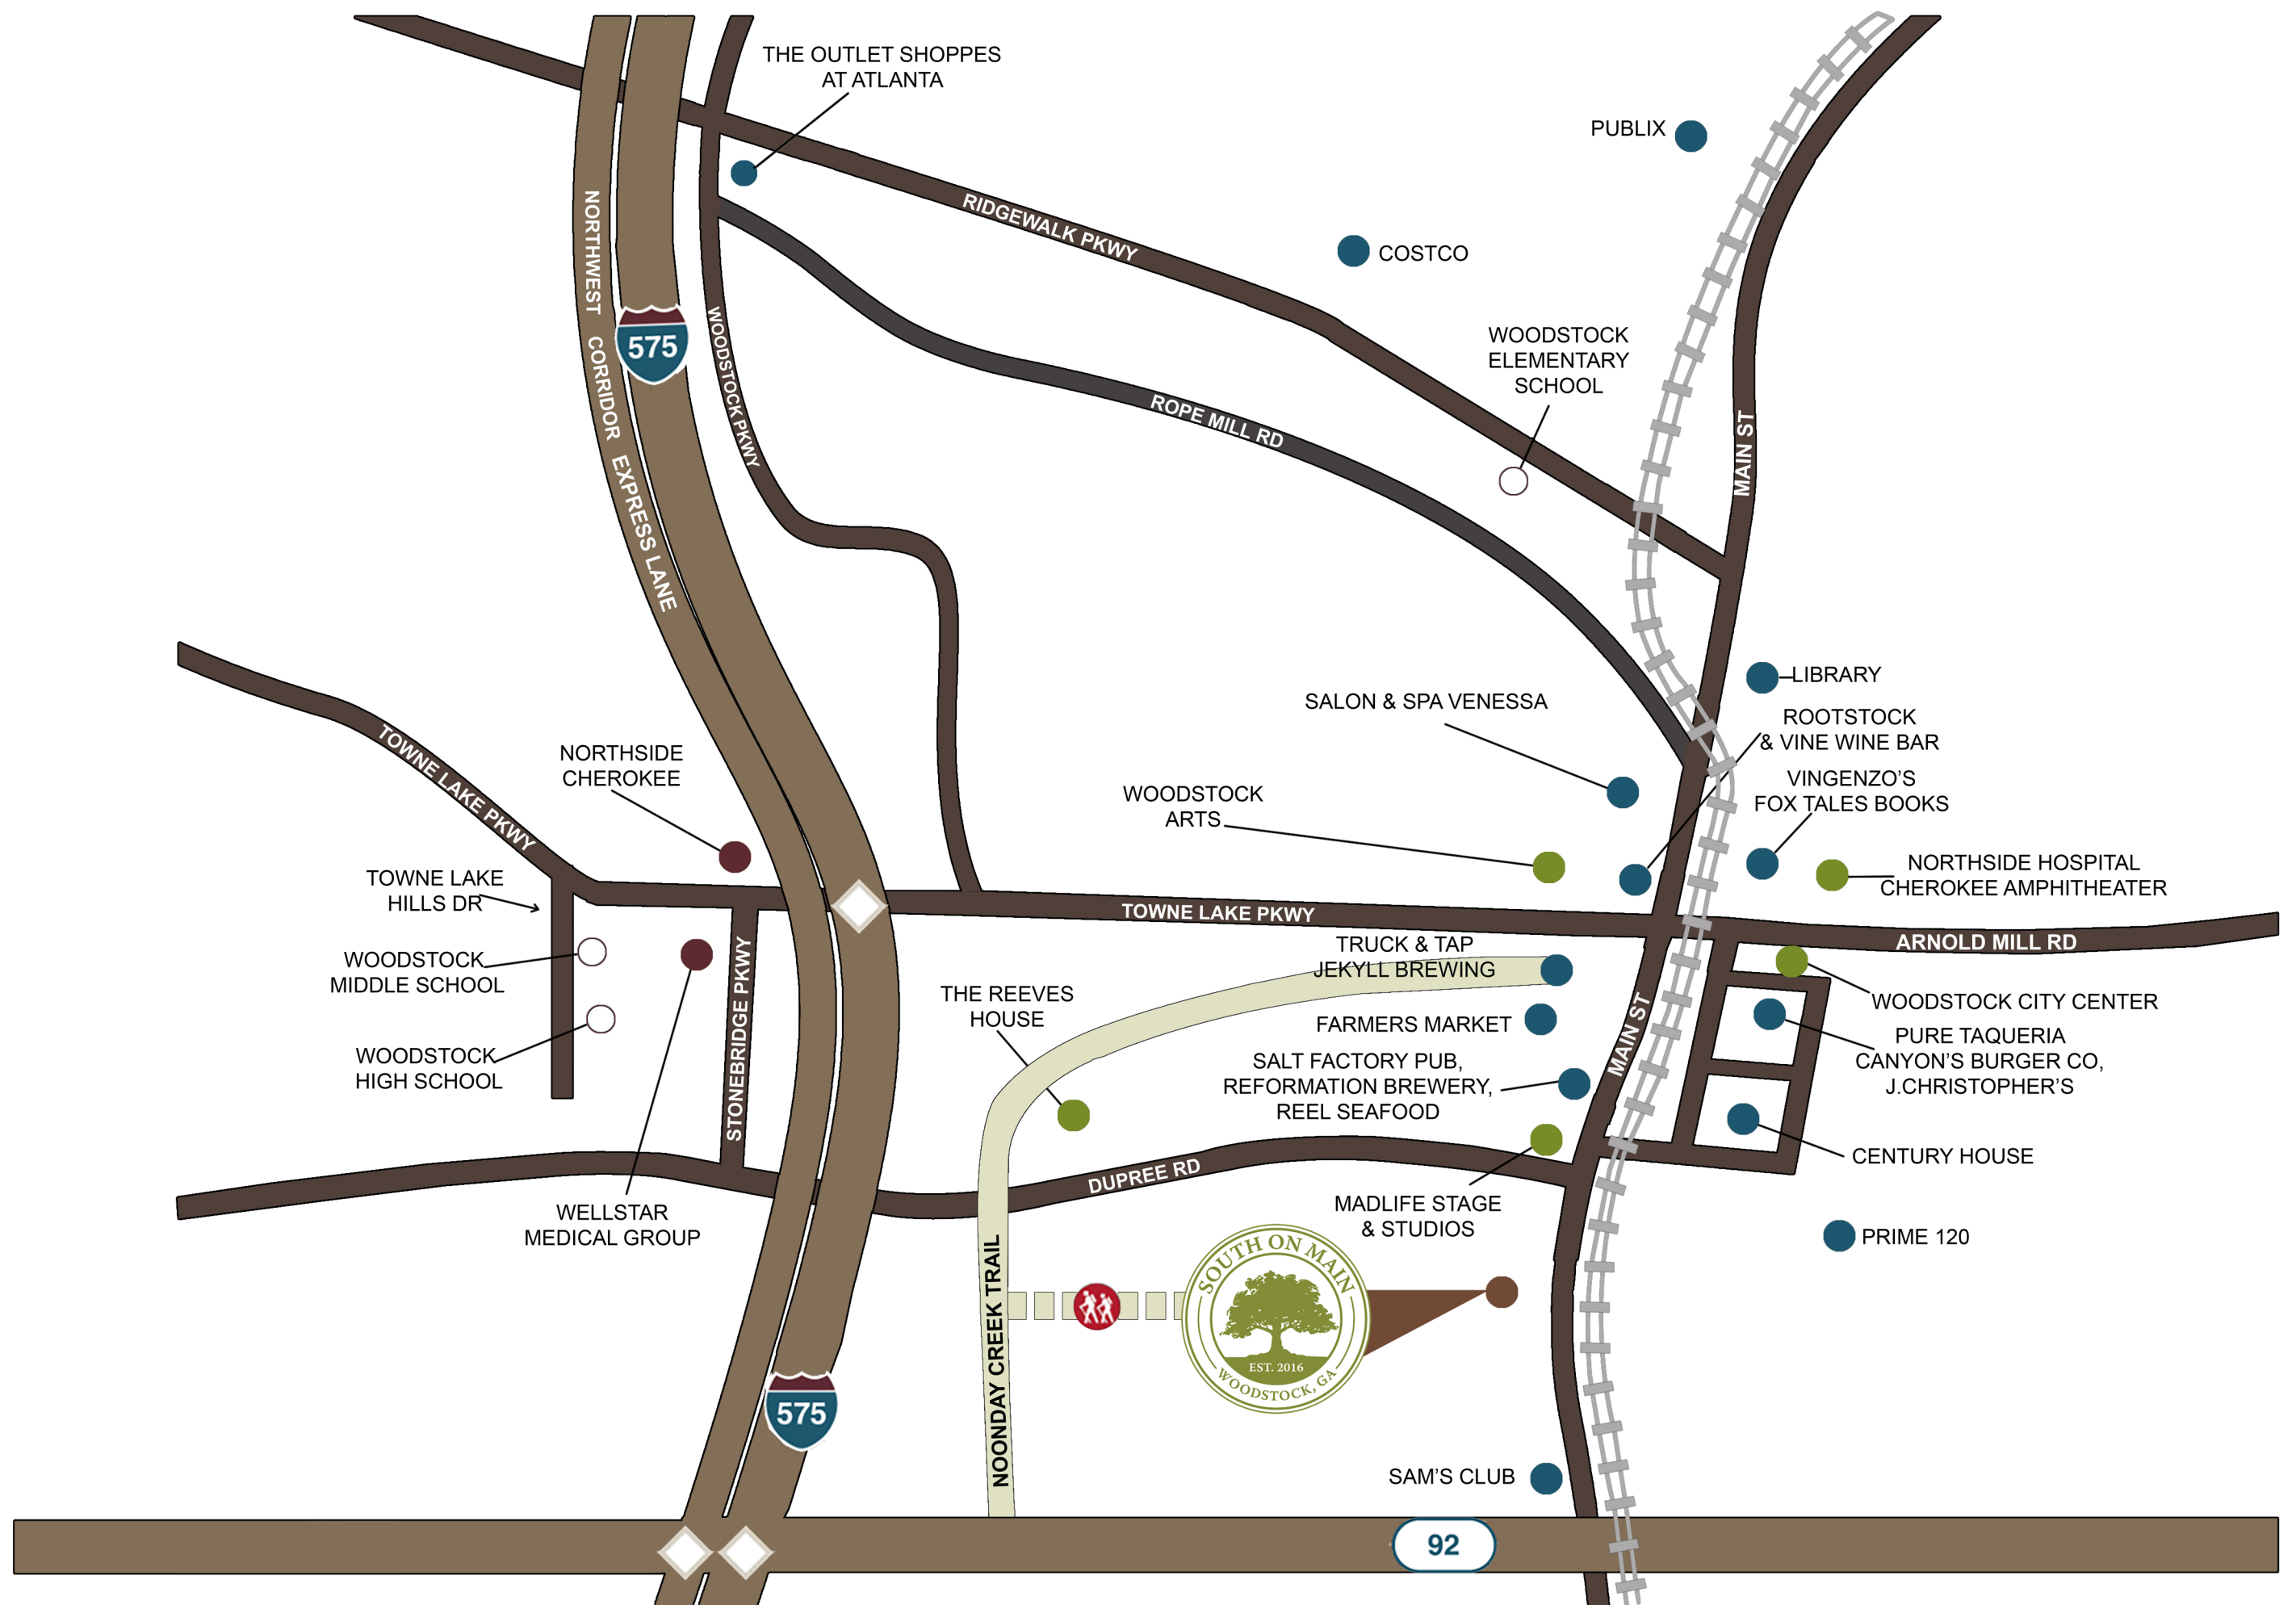 THE OUTLET SHOPPES
AT ATLANTA
PUBLIX
RIDGEWALK PKWY
COSTCO
NORTHWEST CORRIDOR EXPRESS LANE
575
WOODSTOCK PKWY
WOODSTOCK
ELEMENTARY
SCHOOL
ROPE MILL RD
MAIN ST
LIBRARY
SALON & SPA VENESSA
ROOTSTOCK
& VINE WINE BAR
TOWNE LAKE PKWY
NORTHSIDE
CHEROKEE
VINGENZO'S
FOX TALES BOOKS
WOODSTOCK
ARTS
TOWNE LAKE
HILLS DR
NORTHSIDE HOSPITAL
CHEROKEE AMPHITHEATER
TOWNE LAKE PKWY
ARNOLD MILL RD
TRUCK & TAP
JEKYLL BREWING
WOODSTOCK
MIDDLE SCHOOL
STONEBRIDGE PKWY
THE REEVES
HOUSE
WOODSTOCK CITY CENTER
FARMERS MARKET
MAIN ST
PURE TAQUERIA
CANYON'S BURGER CO,
J.CHRISTOPHER'S
WOODSTOCK
HIGH SCHOOL
SALT FACTORY PUB,
REFORMATION BREWERY,
REEL SEAFOOD
CENTURY HOUSE
DUPREE RD
WELLSTAR
MEDICAL GROUP
MADLIFE STAGE
& STUDIOS
PRIME 120
NOONDAY CREEK TRAIL
SOUTH ON MAIN
EST. 2016
WOODSTOCK, GA
575
SAM'S CLUB
92